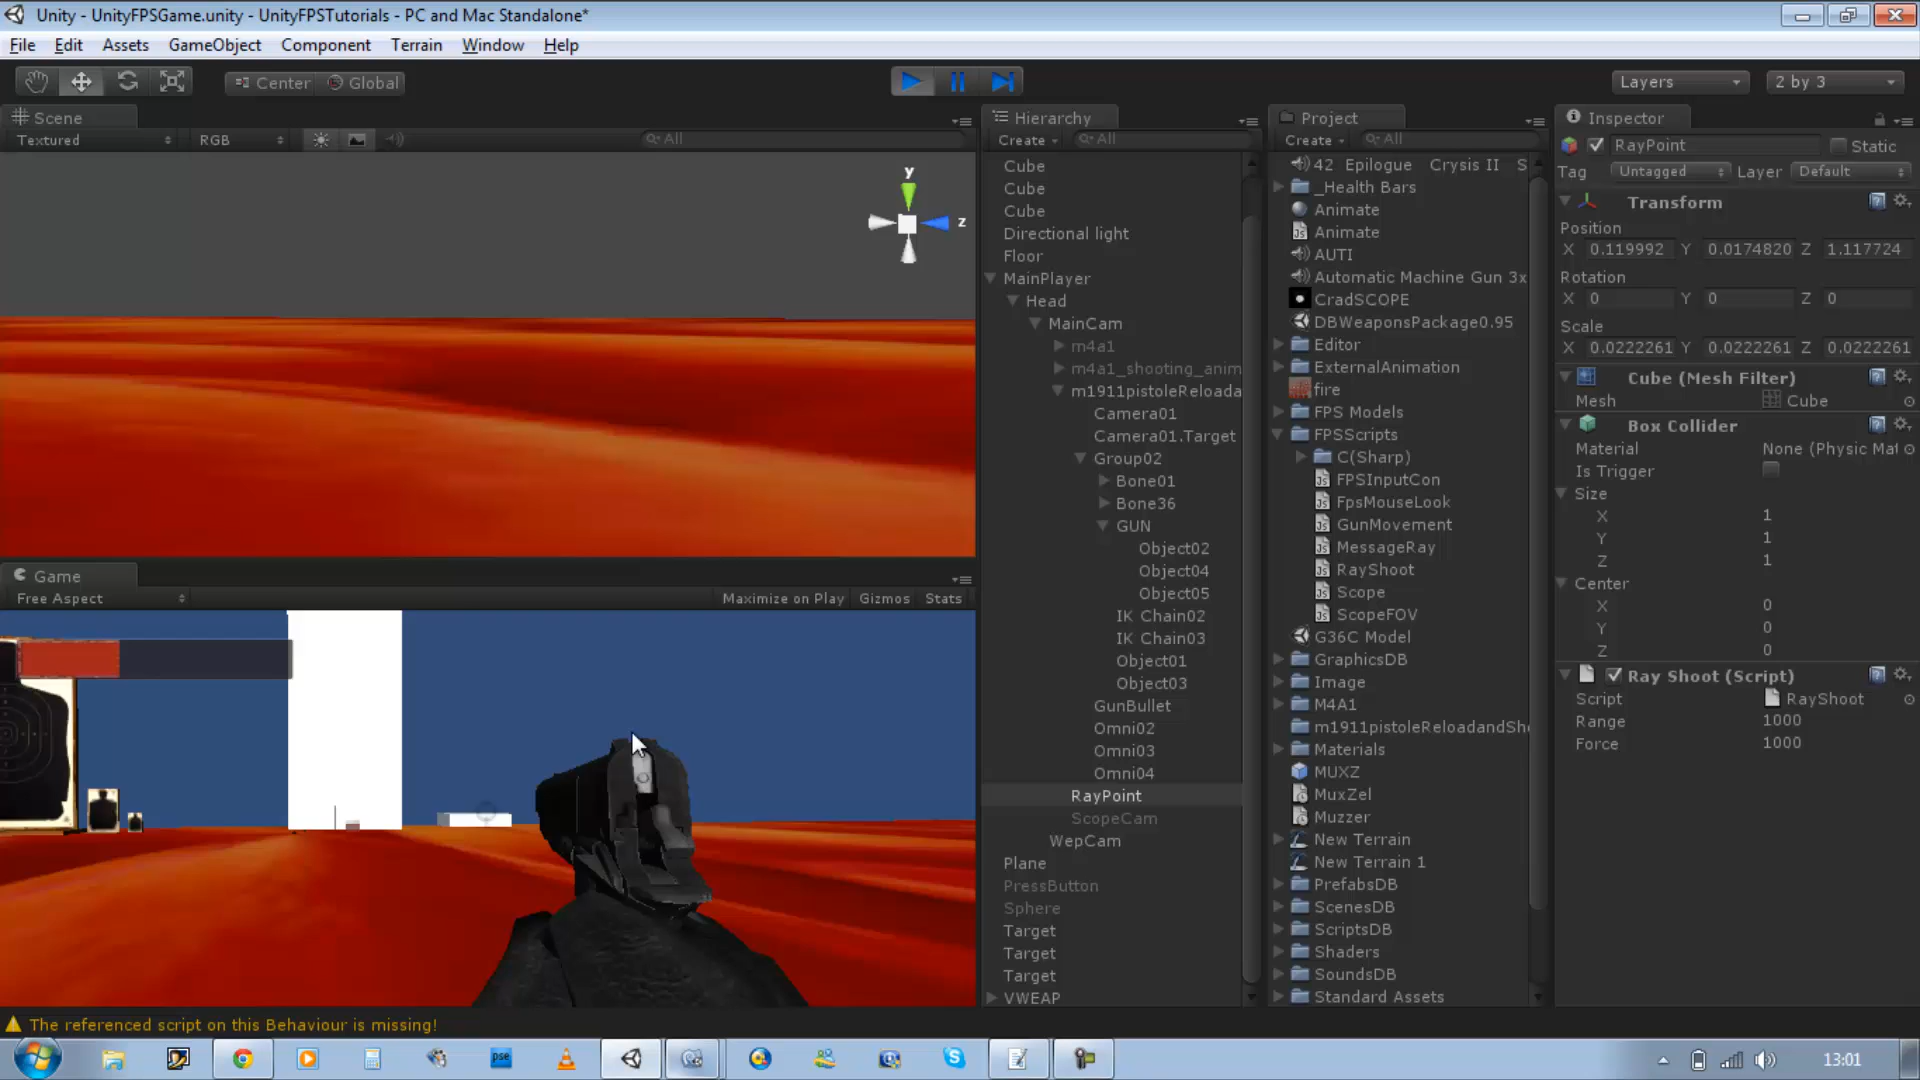 Unity - UnityFPSGame.unity - UnityFPSTutorials - PC and Mac Standalone*
File Edit Assets GameObject Component Terrain Window Help
Center Global Layers 2 by 3
Scene
Textured RGB All
y
z
Game
Free Aspect Maximize on Play Gizmos Stats
Hierarchy
Create All
Cube
Cube
Cube
Directional light
Floor
MainPlayer
Head
MainCam
m4a1
m4a1_shooting_anim
m1911pistoleReloada
Camera01
Camera01.Target
Group02
Bone01
Bone36
GUN
Object02
Object04
Object05
IK Chain02
IK Chain03
Object01
Object03
GunBullet
Omni02
Omni03
Omni04
RayPoint
ScopeCam
WepCam
Plane
PressButton
Sphere
Target
Target
Target
VWEAP
Project
Create All
42 Epilogue Crysis II S
_Health Bars
Animate
Animate
AUTI
Automatic Machine Gun 3x
CradSCOPE
DBWeaponsPackage0.95
Editor
ExternalAnimation
fire
FPS Models
FPSScripts
C(Sharp)
FPSInputCon
FpsMouseLook
GunMovement
MessageRay
RayShoot
Scope
ScopeFOV
G36C Model
GraphicsDB
Image
M4A1
m1911pistoleReloadandSh
Materials
MUXZ
MuxZel
Muzzer
New Terrain
New Terrain 1
PrefabsDB
ScenesDB
ScriptsDB
Shaders
SoundsDB
Standard Assets
Inspector
RayPoint Static
Tag Untagged Layer Default
Transform
Position
X 0.119992 Y 0.0174820 Z 1.117724
Rotation
X 0 Y 0 Z 0
Scale
X 0.0222261 Y 0.0222261 Z 0.0222261
Cube (Mesh Filter)
Mesh Cube
Box Collider
Material None (Physic Mat
Is Trigger
Size
X 1
Y 1
Z 1
Center
X 0
Y 0
Z 0
Ray Shoot (Script)
Script RayShoot
Range 1000
Force 1000
The referenced script on this Behaviour is missing!
pse
13:01